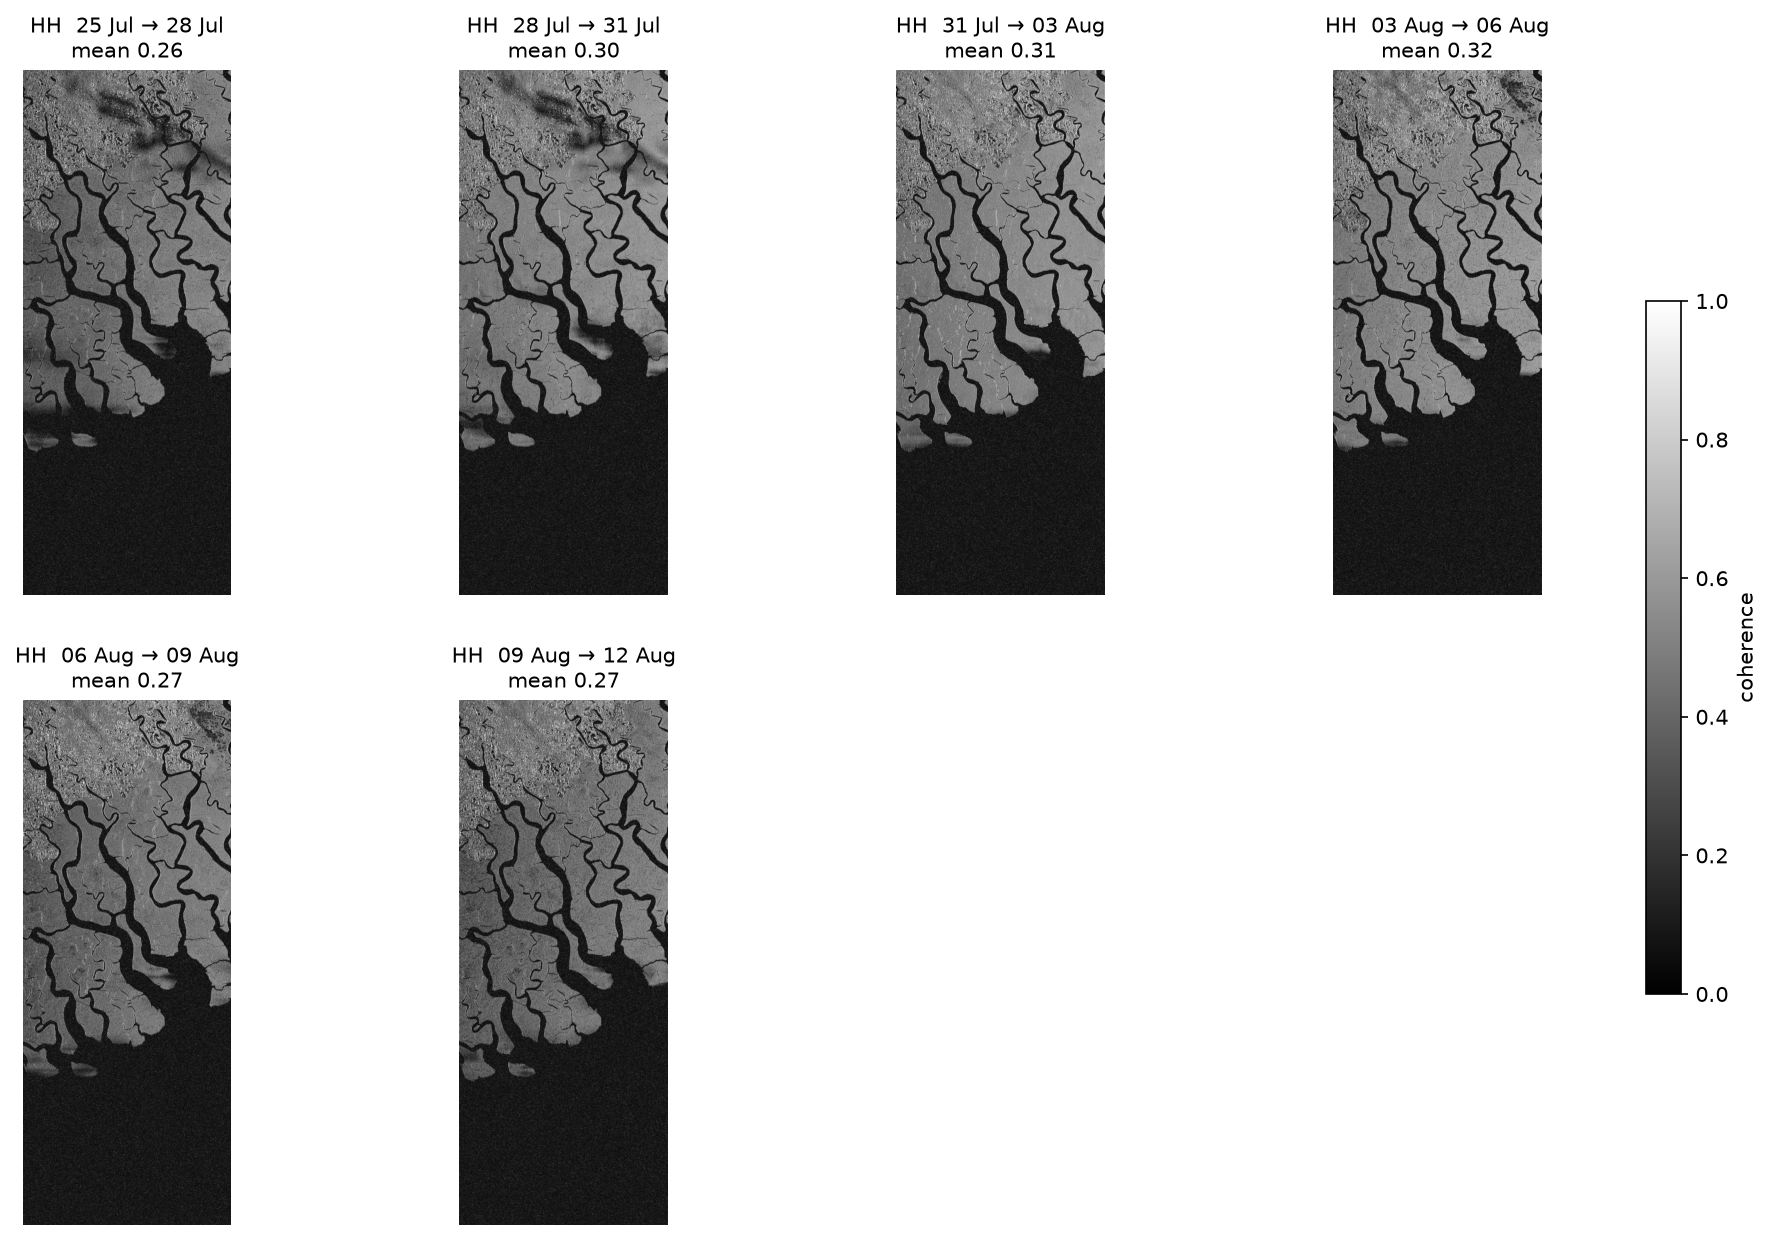 HH 25 Jul → 28 Jul
mean 0.26
HH 28 Jul → 31 Jul
mean 0.30
HH 31 Jul → 03 Aug
mean 0.31
HH 03 Aug → 06 Aug
mean 0.32
HH 06 Aug → 09 Aug
mean 0.27
HH 09 Aug → 12 Aug
mean 0.27
1.0
0.8
0.6
0.4
0.2
0.0
coherence